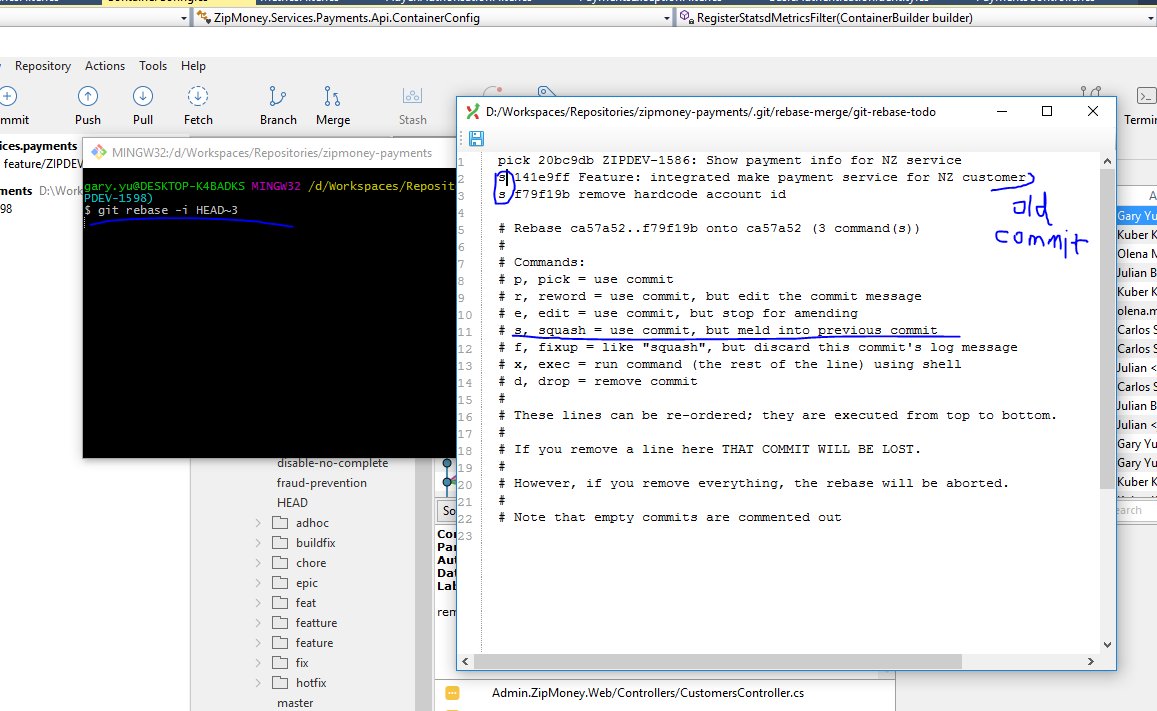 ZipMoney.Services.Payments.Api.ContainerConfig
RegisterStatsdMetricsFilter(ContainerBuilder builder)
Repository Actions Tools Help
Push Pull Fetch Branch Merge Stash
ices.payments
feature/ZIPDEV
ments D:\Work
98
MINGW32:/d/Workspaces/Repositories/zipmoney-payments
gary.yu@DESKTOP-K4BADKS MINGW32 /d/Workspaces/Reposit
PDEV-1598)
$ git rebase -i HEAD~3
D:/Workspaces/Repositories/zipmoney-payments/.git/rebase-merge/git-rebase-todo
1 pick 20bc9db ZIPDEV-1586: Show payment info for NZ service
2 s 141e9ff Feature: integrated make payment service for NZ customer
3 s f79f19b remove hardcode account id
4
5 # Rebase ca57a52..f79f19b onto ca57a52 (3 command(s))
6 #
7 # Commands:
8 # p, pick = use commit
9 # r, reword = use commit, but edit the commit message
10 # e, edit = use commit, but stop for amending
11 # s, squash = use commit, but meld into previous commit
12 # f, fixup = like "squash", but discard this commit's log message
13 # x, exec = run command (the rest of the line) using shell
14 # d, drop = remove commit
15 #
16 # These lines can be re-ordered; they are executed from top to bottom.
17 #
18 # If you remove a line here THAT COMMIT WILL BE LOST.
19 #
20 # However, if you remove everything, the rebase will be aborted.
21 #
22 # Note that empty commits are commented out
23
old
commit
Gary Yu
Kuber K
Olena M
Julian B
Kuber K
olena.m
Carlos S
Carlos S
Julian <
Carlos S
Julian B
Julian <
Gary Yu
Gary Yu
Kuber K
earch
disable-no-complete
fraud-prevention
HEAD
adhoc
buildfix
chore
epic
feat
featture
feature
fix
hotfix
master
So
Con
Par
Aut
Dat
Lab
rem
Admin.ZipMoney.Web/Controllers/CustomersController.cs